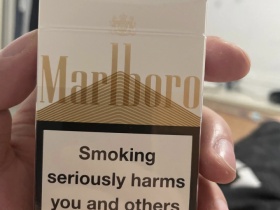 Marlboro
Smoking
seriously harms
you and others